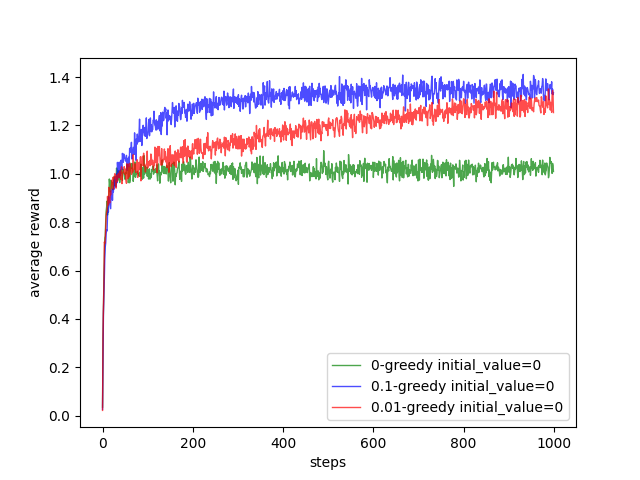 1.4
1.2
1.0
0.8
0.6
0.4
0.2
0.0
average reward
0-greedy initial_value=0
0.1-greedy initial_value=0
0.01-greedy initial_value=0
0 200 400 600 800 1000
steps